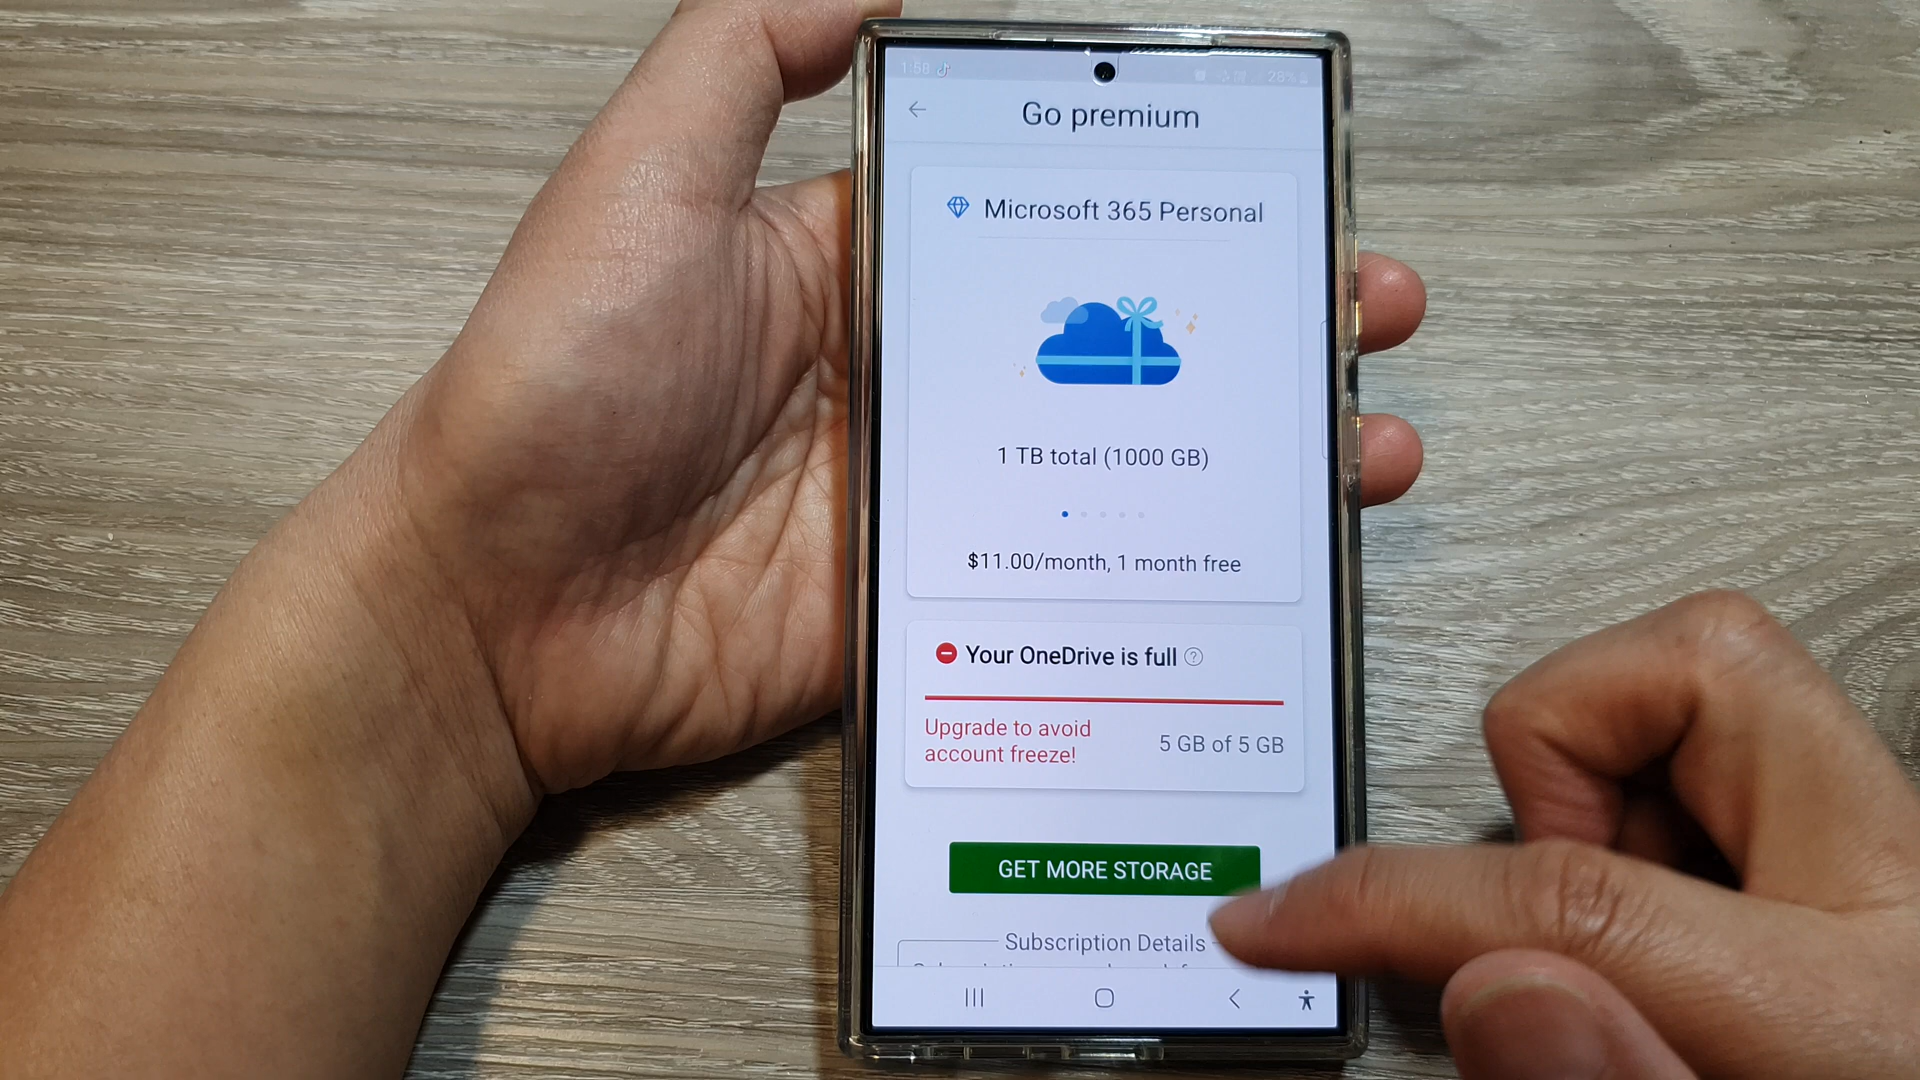 1:58 28%
Go premium
Microsoft 365 Personal
1 TB total (1000 GB)
$11.00/month, 1 month free
Your OneDrive is full
Upgrade to avoid
account freeze!
5 GB of 5 GB
GET MORE STORAGE
Subscription Details